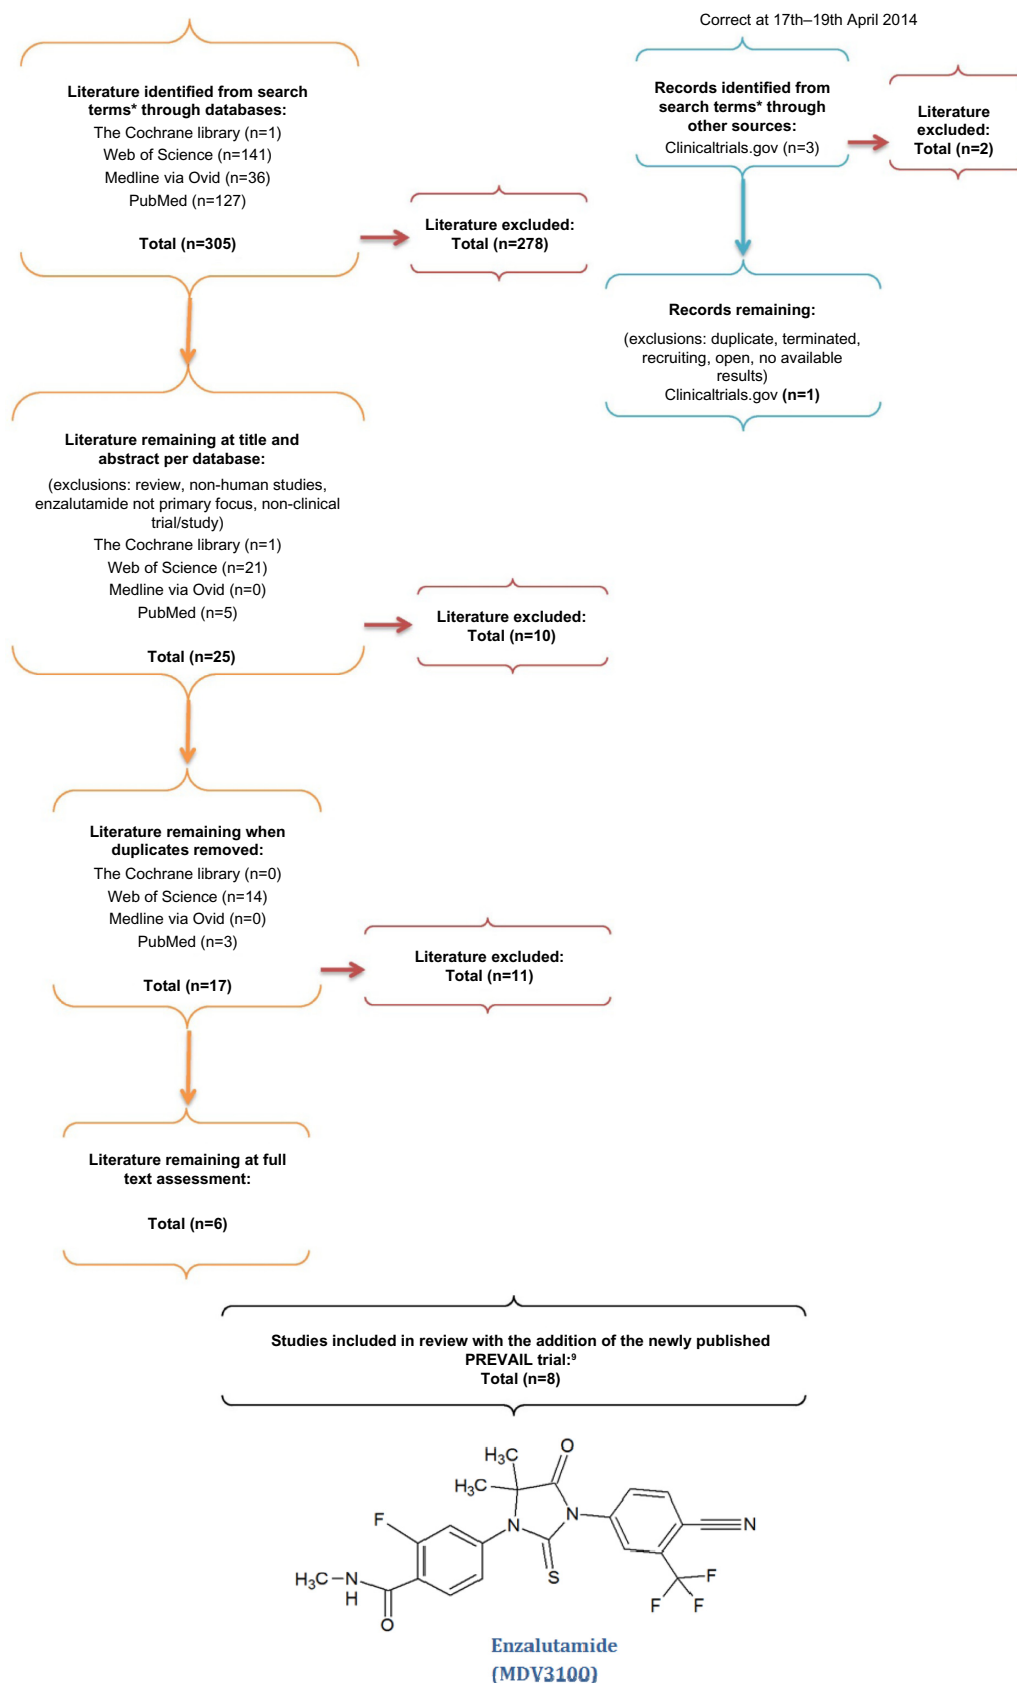 Correct at 17th–19th April 2014
Literature identified from search
terms* through databases:
The Cochrane library (n=1)
Web of Science (n=141)
Medline via Ovid (n=36)
PubMed (n=127)
Total (n=305)
Literature excluded:
Total (n=278)
Records identified from
search terms* through
other sources:
Clinicaltrials.gov (n=3)
Literature
excluded:
Total (n=2)
Records remaining:
(exclusions: duplicate, terminated,
recruiting, open, no available
results)
Clinicaltrials.gov (n=1)
Literature remaining at title and
abstract per database:
(exclusions: review, non-human studies,
enzalutamide not primary focus, non-clinical
trial/study)
The Cochrane library (n=1)
Web of Science (n=21)
Medline via Ovid (n=0)
PubMed (n=5)
Total (n=25)
Literature excluded:
Total (n=10)
Literature remaining when
duplicates removed:
The Cochrane library (n=0)
Web of Science (n=14)
Medline via Ovid (n=0)
PubMed (n=3)
Total (n=17)
Literature excluded:
Total (n=11)
Literature remaining at full
text assessment:
Total (n=6)
Studies included in review with the addition of the newly published
PREVAIL trial:⁹
Total (n=8)
H₃C
O
H₃C
F
N
N
N
S
H₃C-N
H
O
F
F
F
Enzalutamide
(MDV3100)